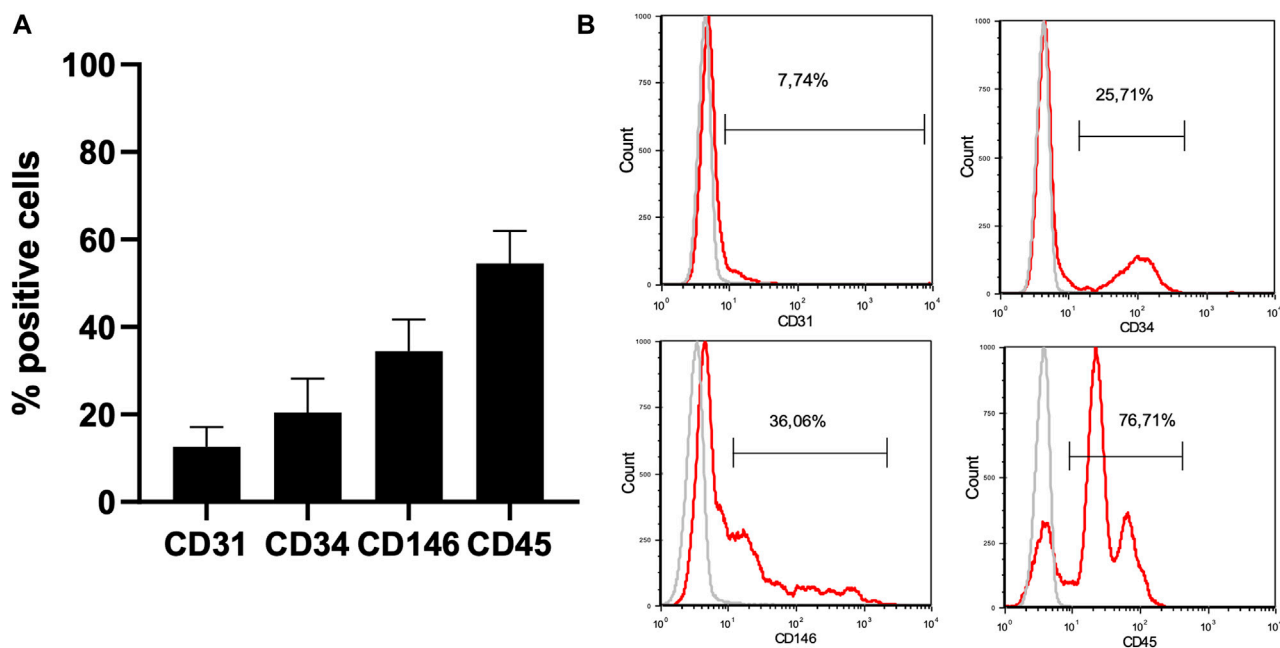 A
% positive cells
100
80
60
40
20
0
CD31 CD34 CD146 CD45
B
Count
1000
750
500
250
0
7,74%
10⁰ 10¹ 10² 10³ 10⁴
CD31
Count
1000
750
500
250
0
25,71%
10⁰ 10¹ 10² 10³ 10⁴
CD34
Count
1000
750
500
250
0
36,06%
10⁰ 10¹ 10² 10³ 10⁴
CD146
Count
1000
750
500
250
0
76,71%
10⁰ 10¹ 10² 10³ 10⁴
CD45